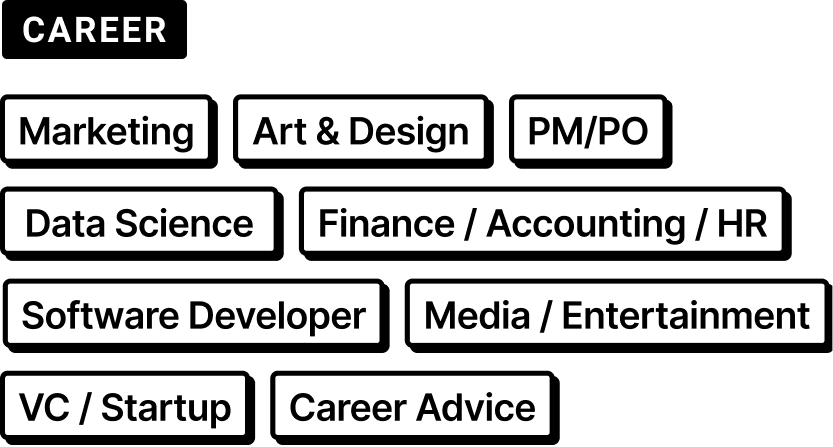 CAREER
Marketing Art & Design PM/PO
Data Science Finance / Accounting / HR
Software Developer Media / Entertainment
VC / Startup Career Advice